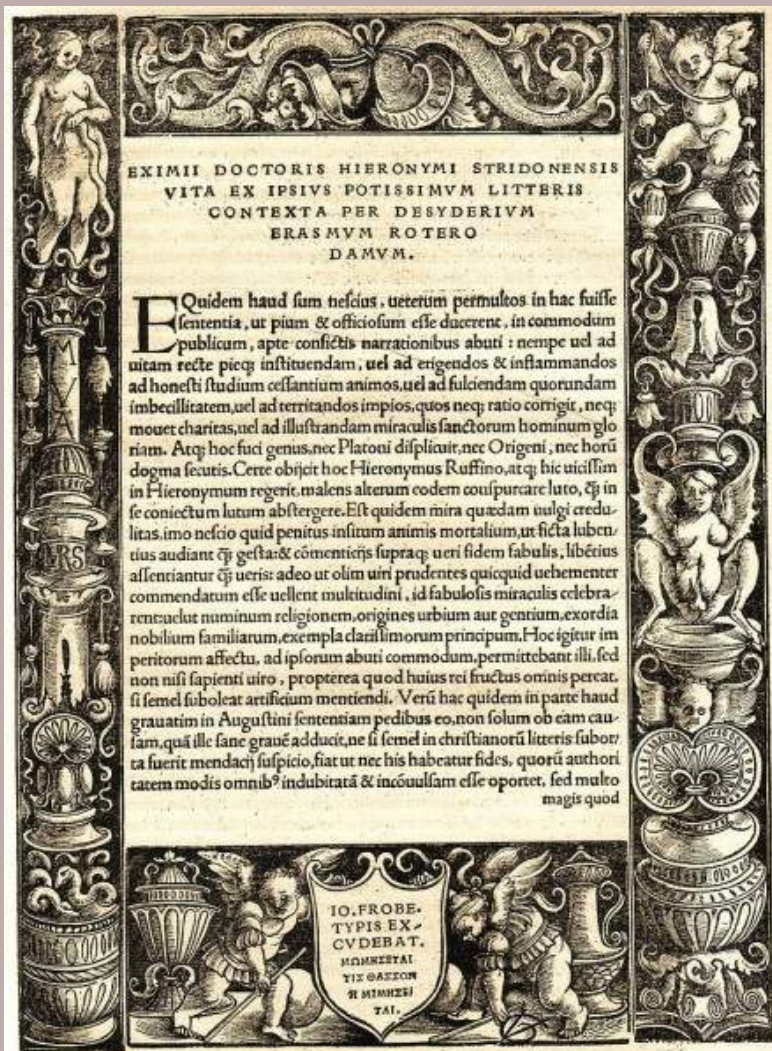 EXIMII DOCTORIS HIERONYMI STRIDONENSIS
VITA EX IPSIVS POTISSIMVM LITTERIS
CONTEXTA PER DESYDERIVM
ERASMVM ROTERO
DAMVM.
EQuidem haud sum nescius, ueterum permultos in hac fuisse
sententia, ut pium & officiosum esse ducerent, in commodum
publicum, apte confictis narrationibus abuti : nempe uel ad
uitam recte pieq; instituendam, uel ad erigendos & inflammandos
ad honesti studium cessantium animos, uel ad fulciendam quorundam
imbecillitatem, uel ad territandos impios, quos neq; ratio corrigit, neq;
mouet charitas, uel ad illustrandam miraculis sanctorum hominum glo
riam. Atq; hoc fuci genus, nec Platoni displicuit, nec Origeni, nec horū
dogma secutis. Certe obijcit hoc Hieronymus Ruffino, atq; hic uicissim
in Hieronymum regerit, malens alterum eodem conspurcare luto, q̃ in
se coniectum lutum abstergere. Est quidem mira quædam uulgi credu-
litas, imo nescio quid penitus insitum animis mortalium, ut ficta luben-
tius audiant q̃ gesta: & cōmenticijs supraq; ueri fidem fabulis, libētius
assentiantur q̃ ueris: adeo ut olim uiri prudentes quicquid uehementer
commendatum esse uellent multitudini, id fabulosis miraculis celebra-
rent: uelut numinum religionem, origines urbium aut gentium, exordia
nobilium familiarum, exempla clarissimorum principum. Hoc igitur im
peritorum affectu, ad ipsorum abuti commodum, permittebant illi, sed
non nisi sapienti uiro, propterea quod huius rei fructus omnis pereat,
si semel suboleat artificium mentiendi. Verū hac quidem in parte haud
grauatim in Augustini sententiam pedibus eo, non solum ob eam cau-
sam, quā ille sane grauē adducit, ne si semel in christianorū litteris subor-
ta fuerit mendacij suspicio, fiat ut nec his habeatur fides, quorū authori
tatem modis omnib⁹ indubitatā & incōuulsam esse oportet, sed multo
magis quod
MVA
IO. FROBE.
TYPIS EX-
CVDEBAT.
ΜΩΜΗΣΕΤΑΙ
ΤΙΣ ΘΑΣΣΟΝ
Η ΜΙΜΗΣΕ
ΤΑΙ.